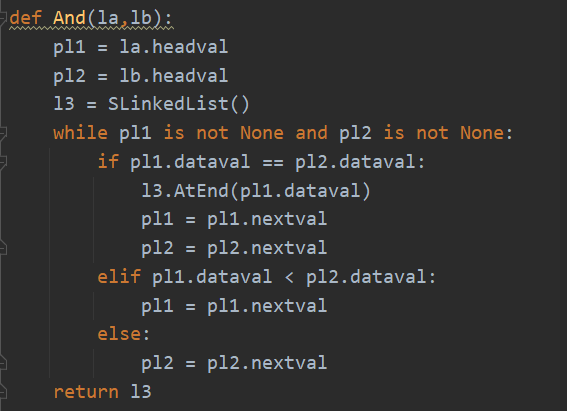 def And(la,lb):
    pl1 = la.headval
    pl2 = lb.headval
    l3 = SLinkedList()
    while pl1 is not None and pl2 is not None:
        if pl1.dataval == pl2.dataval:
            l3.AtEnd(pl1.dataval)
            pl1 = pl1.nextval
            pl2 = pl2.nextval
        elif pl1.dataval < pl2.dataval:
            pl1 = pl1.nextval
        else:
            pl2 = pl2.nextval
    return l3